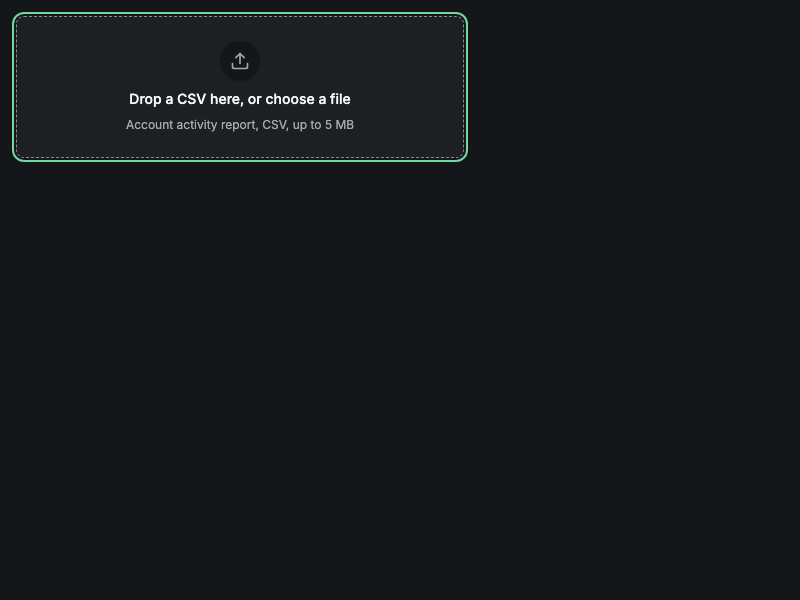 Drop a CSV here, or choose a file
Account activity report, CSV, up to 5 MB